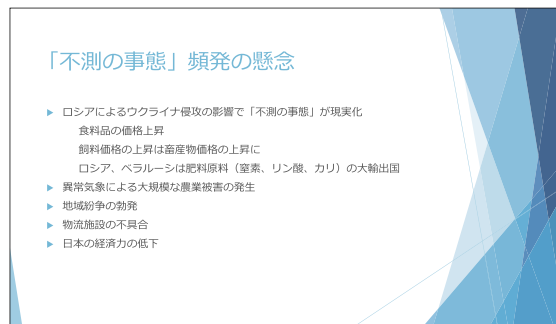 「不測の事態」頻発の懸念
ロシアによるウクライナ侵攻の影響で「不測の事態」が現実化
食料品の価格上昇
飼料価格の上昇は畜産物価格の上昇に
ロシア、ベラルーシは肥料原料（窒素、リン酸、カリ）の大輸出国
異常気象による大規模な農業被害の発生
地域紛争の勃発
物流施設の不具合
日本の経済力の低下